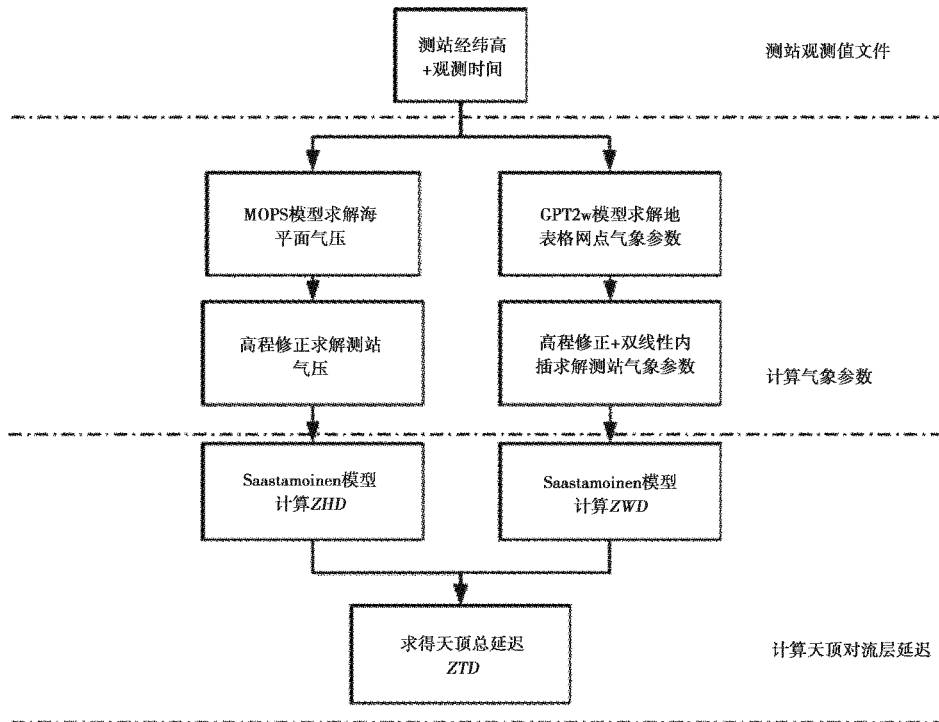 测站经纬高
+观测时间
测站观测值文件
MOPS模型求解海
平面气压
GPT2w模型求解地
表格网点气象参数
高程修正求解测站
气压
高程修正+双线性内
插求解测站气象参数
计算气象参数
Saastamoinen模型
计算ZHD
Saastamoinen模型
计算ZWD
求得天顶总延迟
ZTD
计算天顶对流层延迟